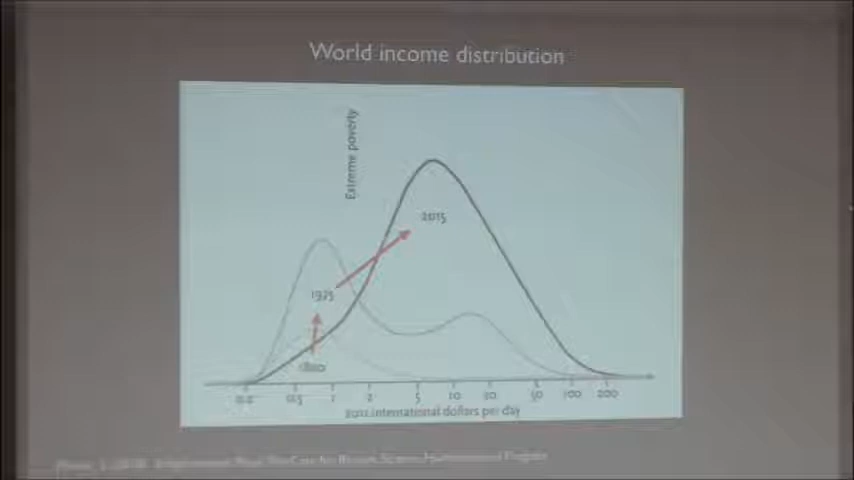 World income distribution
Extreme poverty
2015
1975
1800
0.5 1 2 5 10 20 50 100 200
2011 international dollars per day